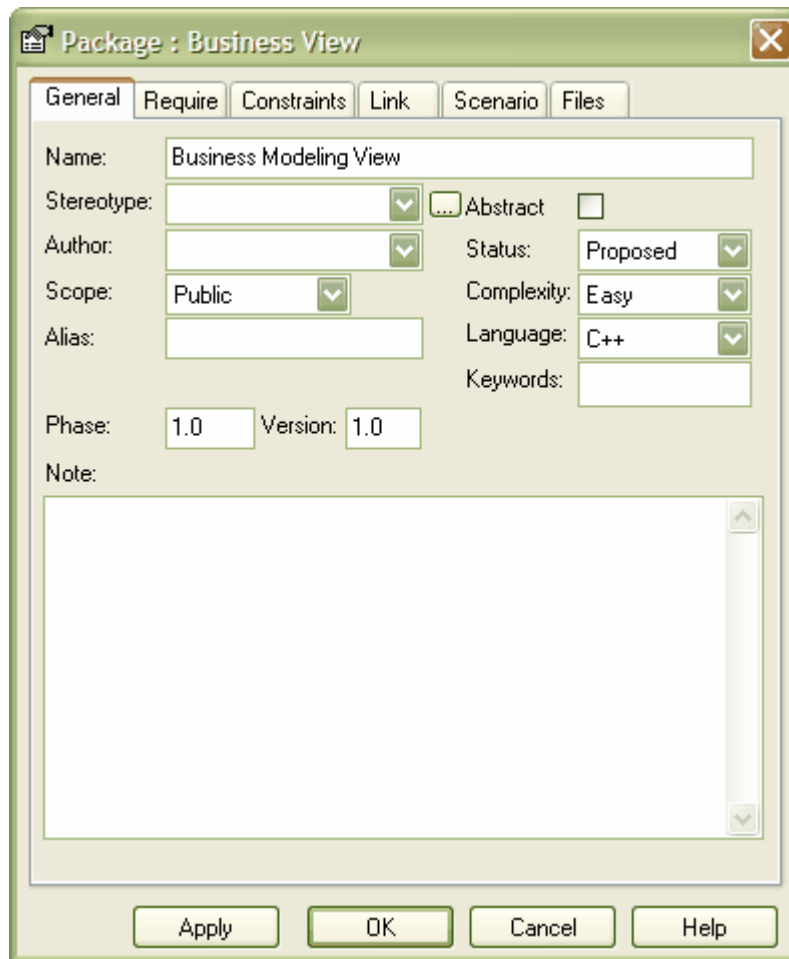 Package : Business View
General Require Constraints Link Scenario Files
Name: Business Modeling View
Stereotype: ... Abstract
Author: Status: Proposed
Scope: Public Complexity: Easy
Alias: Language: C++
Keywords:
Phase: 1.0 Version: 1.0
Note:
Apply OK Cancel Help